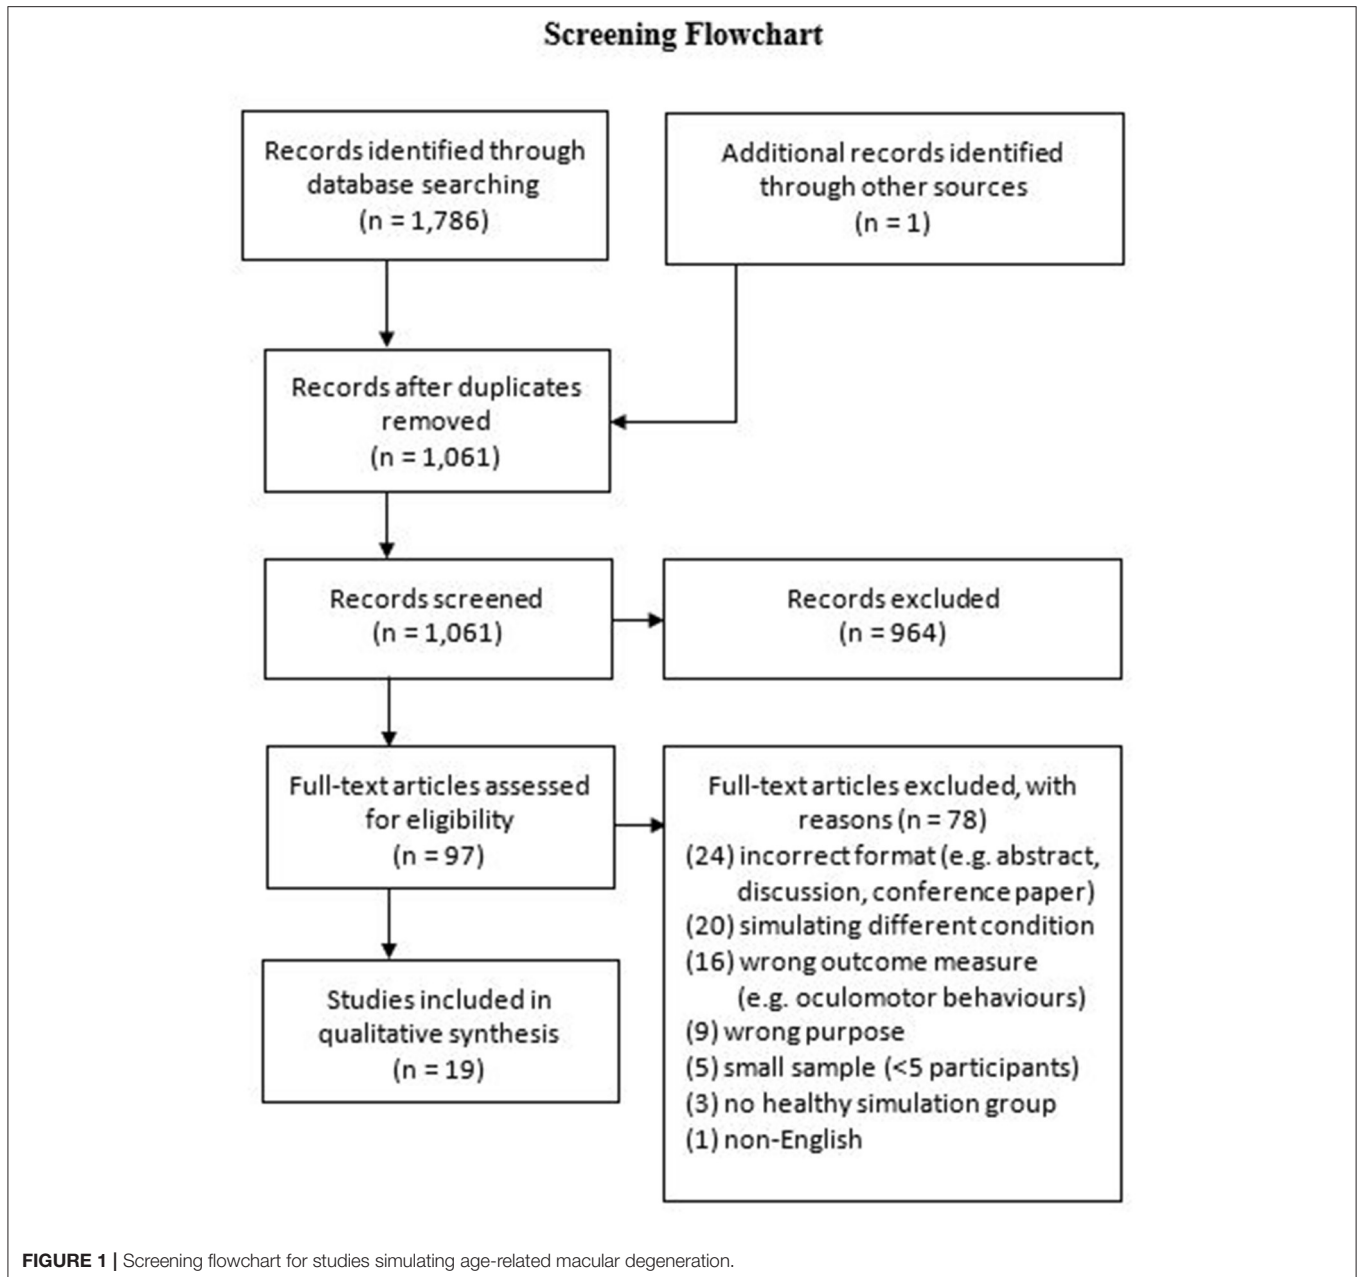 Screening Flowchart
Records identified through
database searching
(n = 1,786)
Additional records identified
through other sources
(n = 1)
Records after duplicates
removed
(n = 1,061)
Records screened
(n = 1,061)
Records excluded
(n = 964)
Full-text articles assessed
for eligibility
(n = 97)
Full-text articles excluded, with
reasons (n = 78)
(24) incorrect format (e.g. abstract,
discussion, conference paper)
(20) simulating different condition
(16) wrong outcome measure
(e.g. oculomotor behaviours)
(9) wrong purpose
(5) small sample (<5 participants)
(3) no healthy simulation group
(1) non-English
Studies included in
qualitative synthesis
(n = 19)
FIGURE 1 | Screening flowchart for studies simulating age-related macular degeneration.